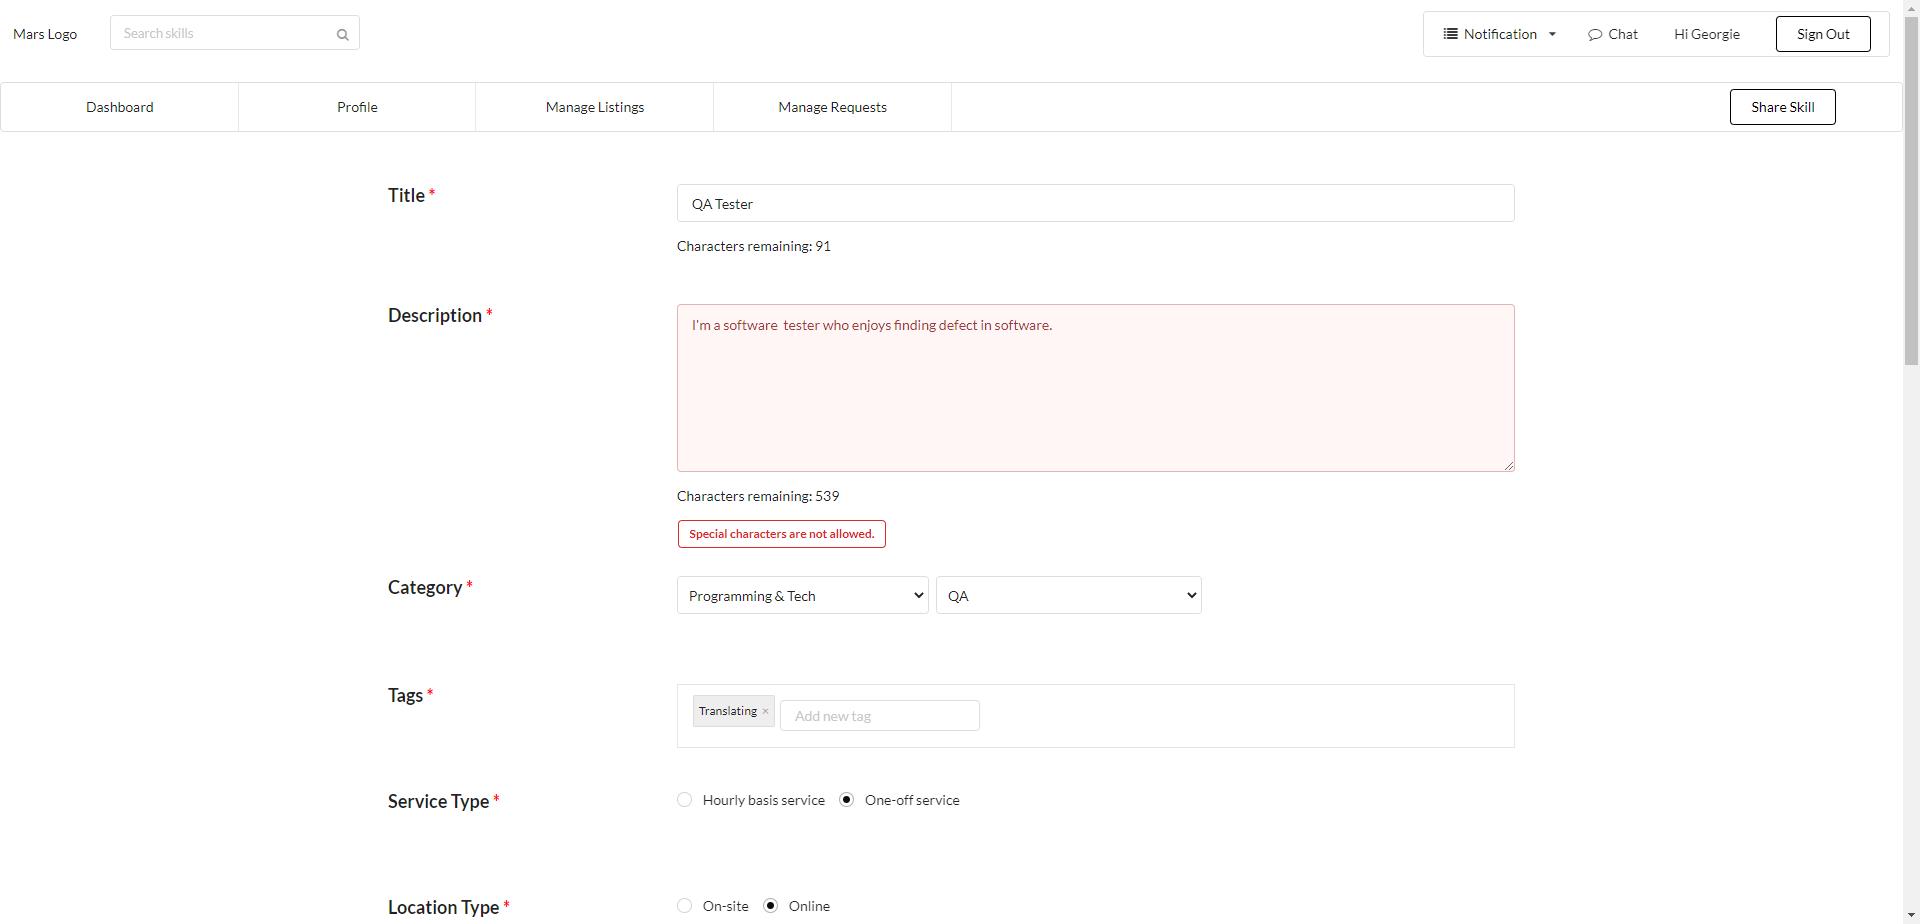 Mars Logo
Search skills
Notification
Chat
Hi Georgie
Sign Out
Dashboard
Profile
Manage Listings
Manage Requests
Share Skill
Title *
QA Tester
Characters remaining: 91
Description *
I'm a software  tester who enjoys finding defect in software.
Characters remaining: 539
Special characters are not allowed.
Category *
Programming & Tech
QA
Tags *
Translating ×
Add new tag
Service Type *
Hourly basis service
One-off service
Location Type *
On-site
Online